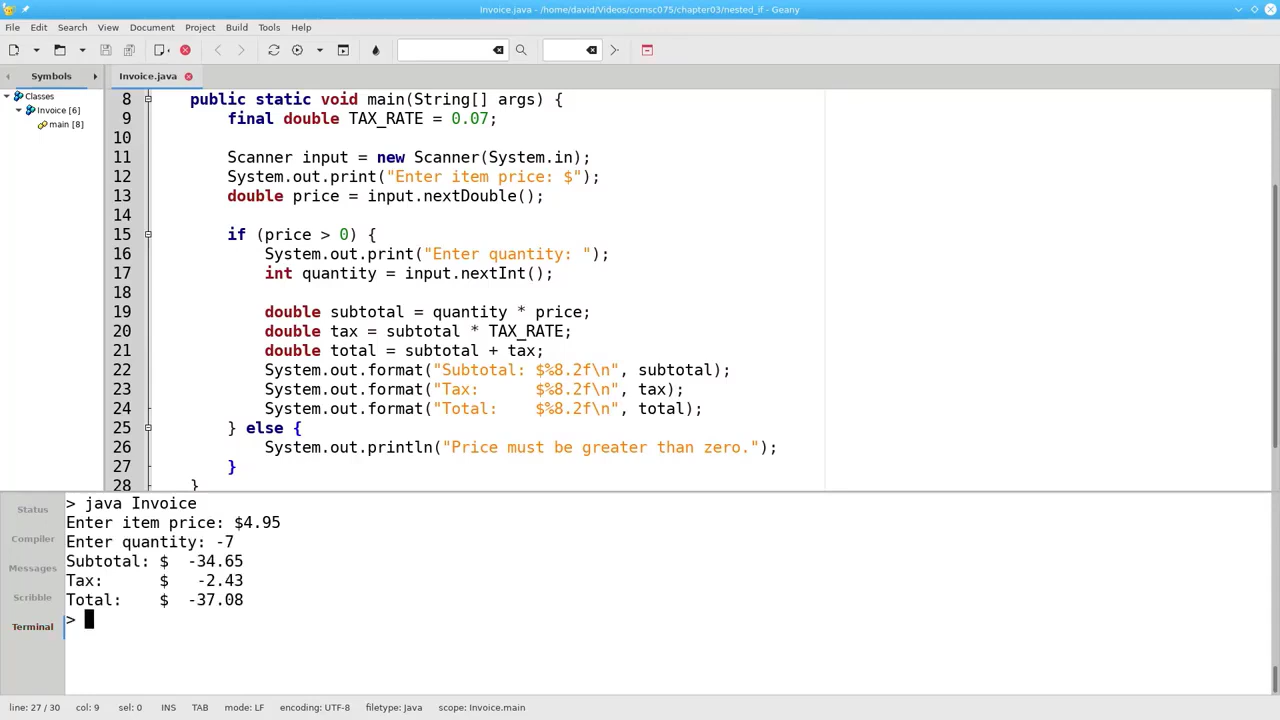 Invoice.java - /home/david/Videos/comsc075/chapter03/nested_if - Geany
File Edit Search View Document Project Build Tools Help
Symbols
Invoice.java
Classes
Invoice [6]
main [8]
8 public static void main(String[] args) {
9 final double TAX_RATE = 0.07;
10
11 Scanner input = new Scanner(System.in);
12 System.out.print("Enter item price: $");
13 double price = input.nextDouble();
14
15 if (price > 0) {
16 System.out.print("Enter quantity: ");
17 int quantity = input.nextInt();
18
19 double subtotal = quantity * price;
20 double tax = subtotal * TAX_RATE;
21 double total = subtotal + tax;
22 System.out.format("Subtotal: $%8.2f\n", subtotal);
23 System.out.format("Tax:      $%8.2f\n", tax);
24 System.out.format("Total:    $%8.2f\n", total);
25 } else {
26 System.out.println("Price must be greater than zero.");
27 }
28 }
Status
Compiler
Messages
Scribble
Terminal
> java Invoice
Enter item price: $4.95
Enter quantity: -7
Subtotal: $  -34.65
Tax:      $   -2.43
Total:    $  -37.08
>
line: 27 / 30 col: 9 sel: 0 INS TAB mode: LF encoding: UTF-8 filetype: Java scope: Invoice.main